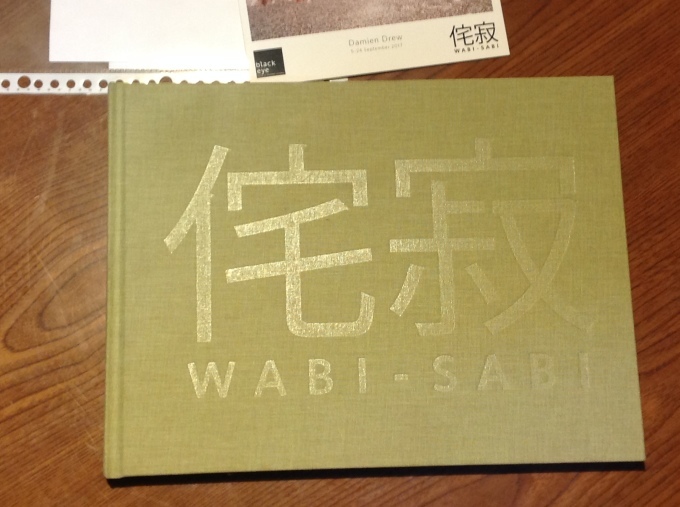 Damien Drew
black
eye
侘寂
WABI-SABI
侘寂
WABI-SABI